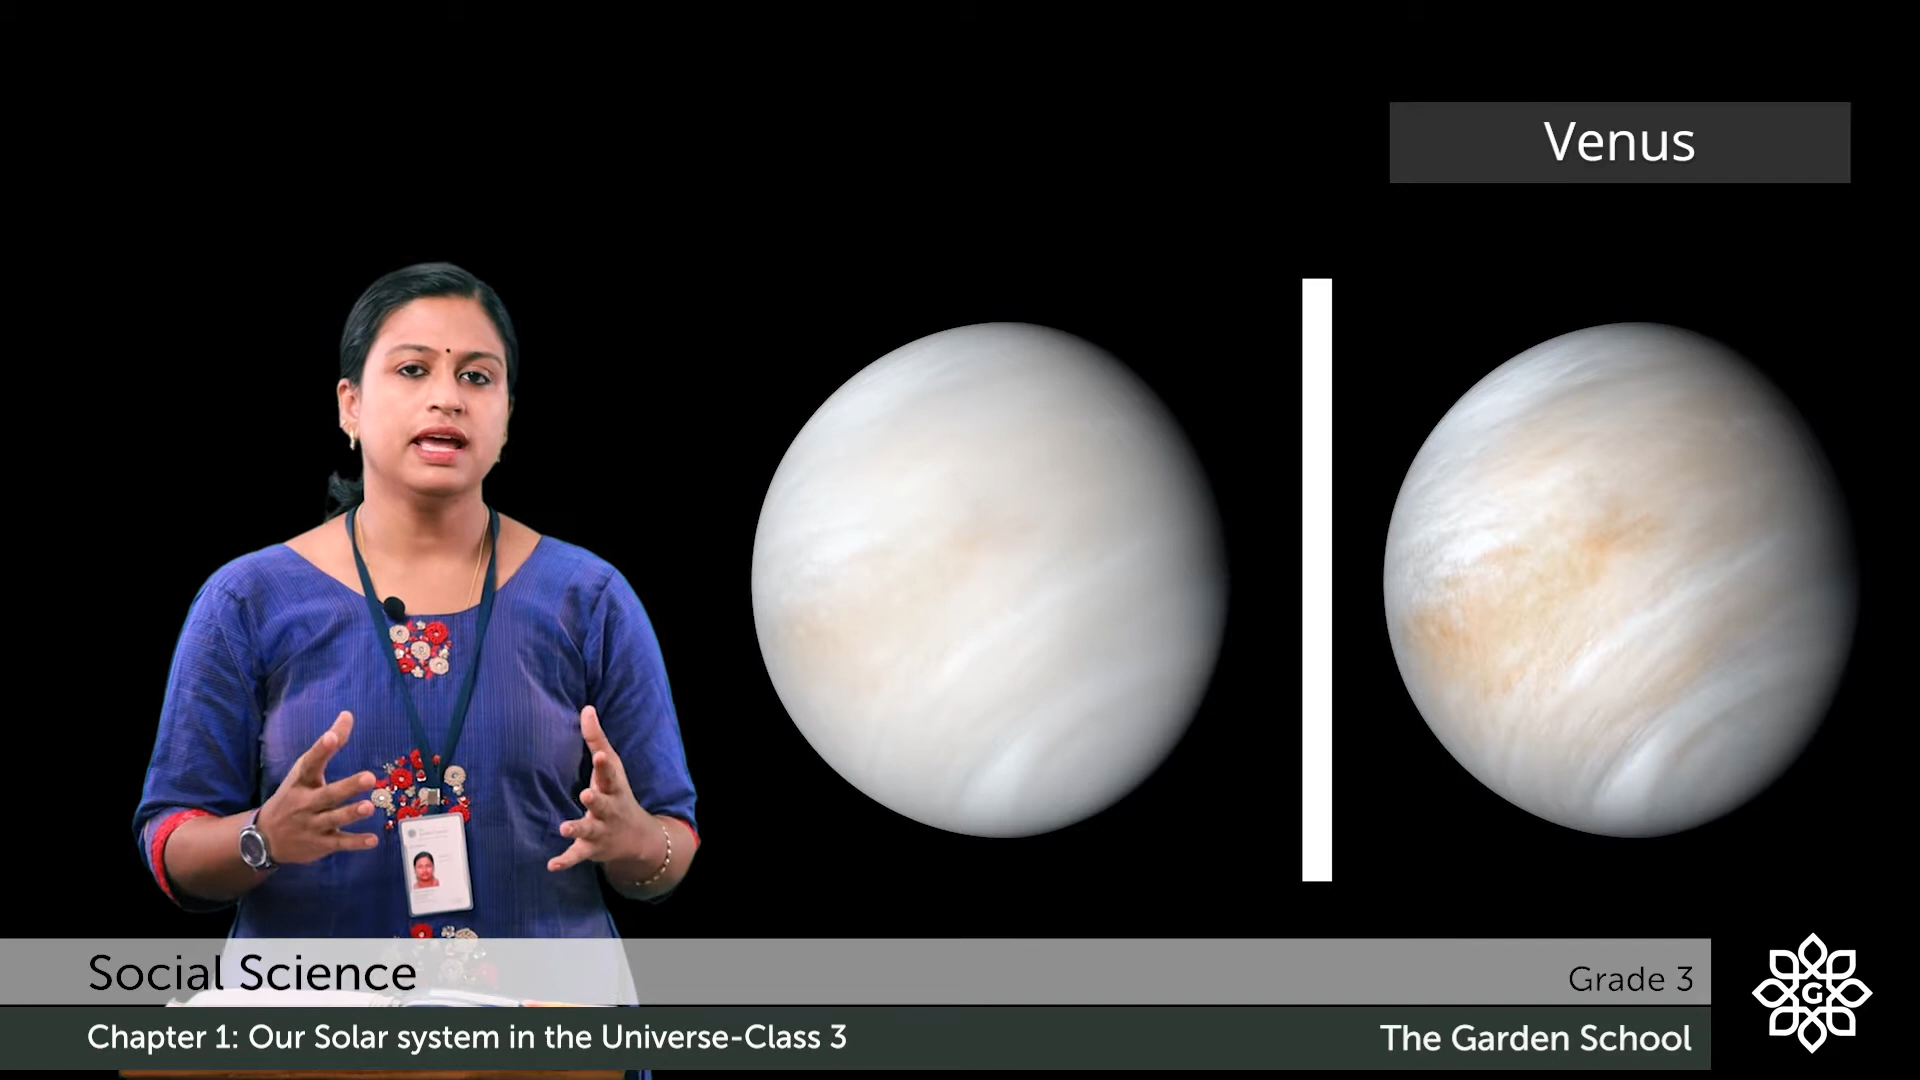 Venus
Social Science
Grade 3
Chapter 1: Our Solar system in the Universe-Class 3
The Garden School
G